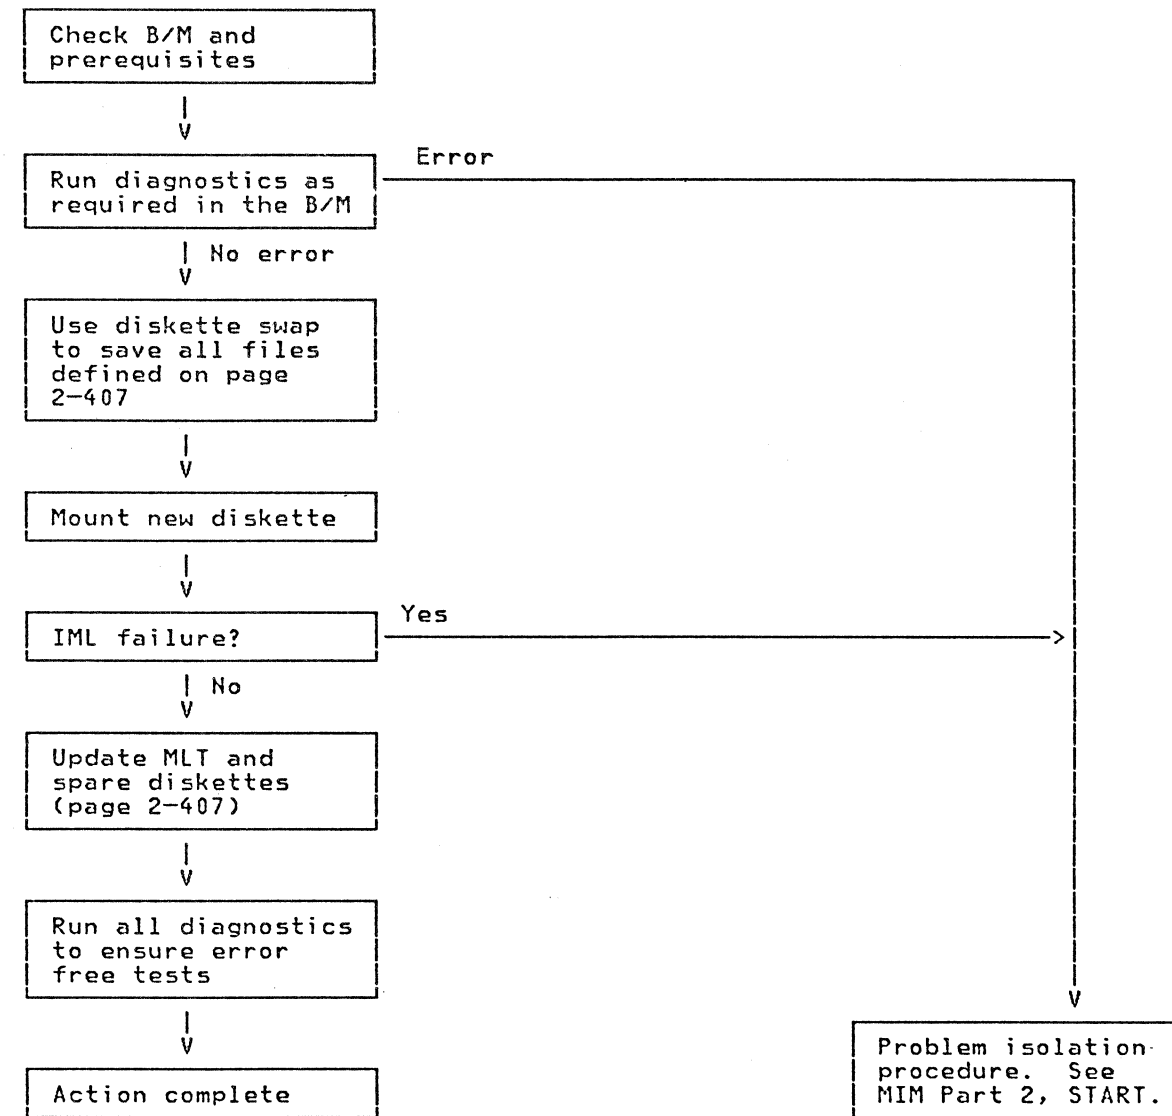 Check B/M and
prerequisites
Error
Run diagnostics as
required in the B/M
No error
Use diskette swap
to save all files
defined on page
2-407
Mount new diskette
Yes
IML failure?
No
Update MLT and
spare diskettes
(page 2-407)
Run all diagnostics
to ensure error
free tests
Action complete
Problem isolation
procedure. See
MIM Part 2, START.